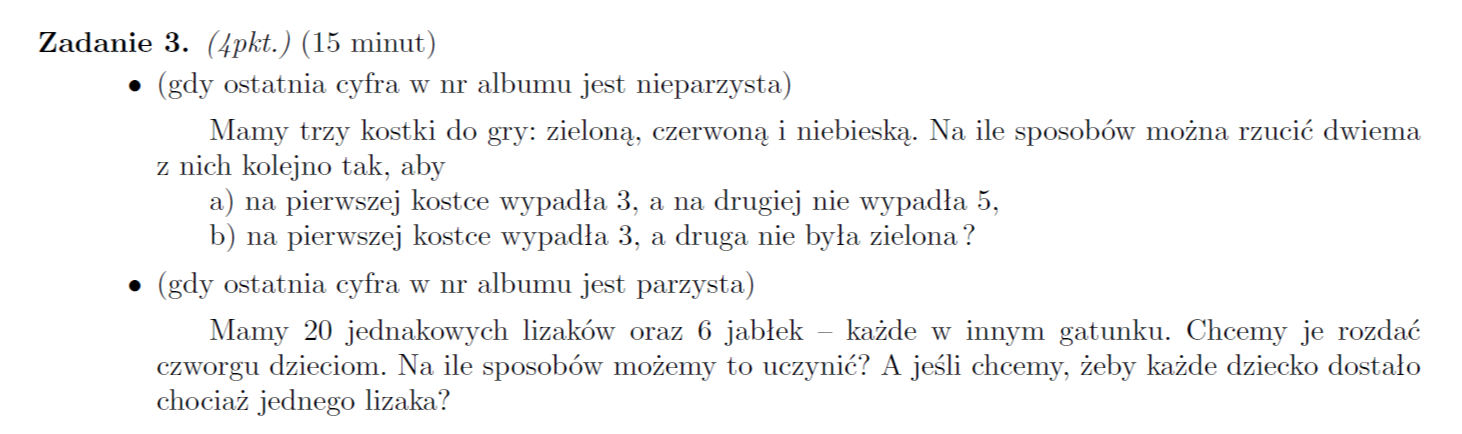 Zadanie 3. (4pkt.) (15 minut)
• (gdy ostatnia cyfra w nr albumu jest nieparzysta)
Mamy trzy kostki do gry: zieloną, czerwoną i niebieską. Na ile sposobów można rzucić dwiema
z nich kolejno tak, aby
a) na pierwszej kostce wypadła 3, a na drugiej nie wypadła 5,
b) na pierwszej kostce wypadła 3, a druga nie była zielona?
• (gdy ostatnia cyfra w nr albumu jest parzysta)
Mamy 20 jednakowych lizaków oraz 6 jabłek – każde w innym gatunku. Chcemy je rozdać
czworgu dzieciom. Na ile sposobów możemy to uczynić? A jeśli chcemy, żeby każde dziecko dostało
chociaż jednego lizaka?